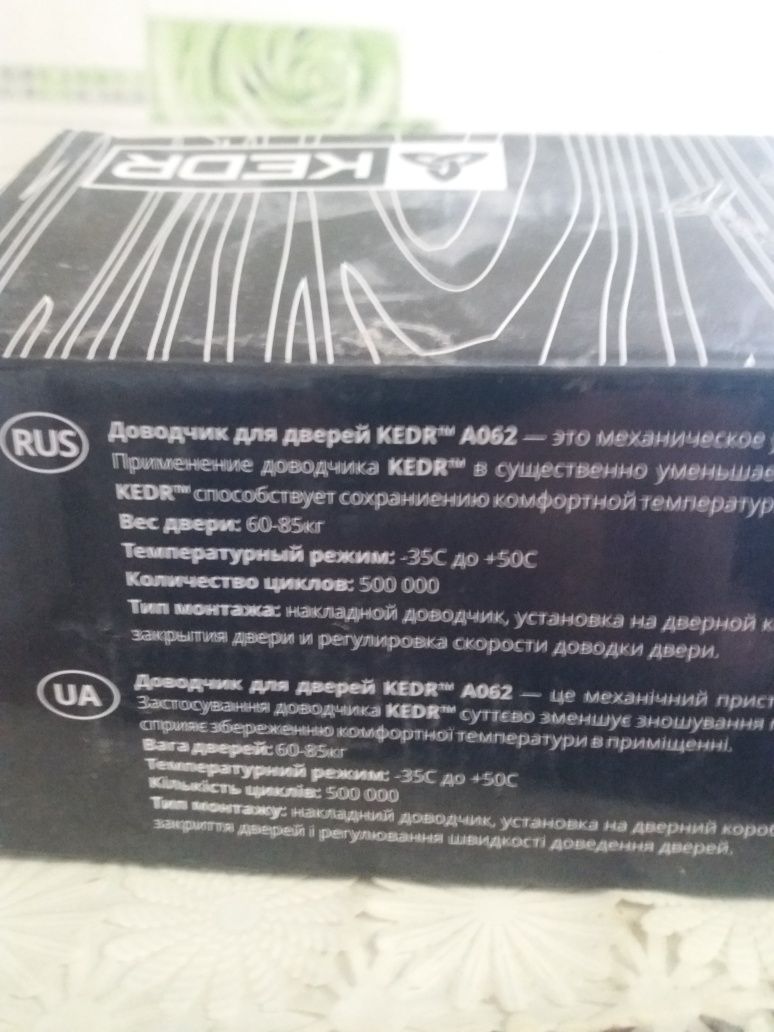 KEDR
RUS
Доводчик для дверей KEDR™ A062 — это механическое
Применение доводчика KEDR™ в существенно уменьшае
KEDR™ способствует сохраниению комфортной температур
Вес двери: 60-85кг
Температурный режим: -35С до +50С
Количество циклов: 500 000
Тип монтажа: накладной доводчик, установка на дверной к
закрытия двери и регулировка скорости доводки двери.
UA
Доводчик для дверей KEDR™ A062 — це механічний прист
Застосування доводчика KEDR™ суттєво зменшує зношування
сприяє збереженню комфортної температури в приміщенні.
Вага дверей: 60-85кг
Температурний режим: -35С до +50С
Кількість циклів: 500 000
Тип монтажу: накладний доводчик, установка на дверний короб
закриття дверей і регулювання швидкості доведення дверей.